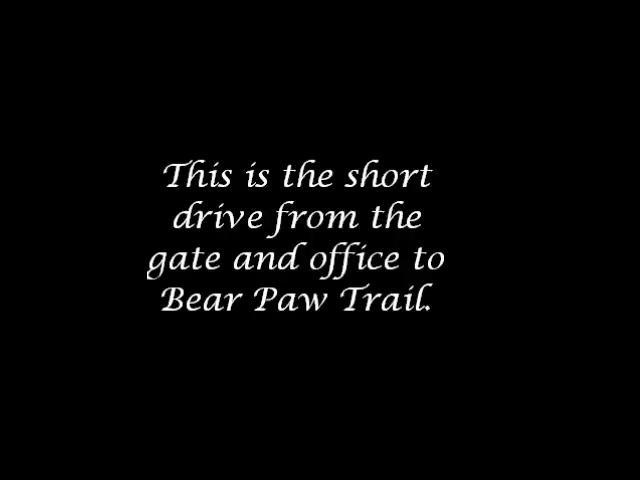 This is the short
drive from the
gate and office to
Bear Paw Trail.